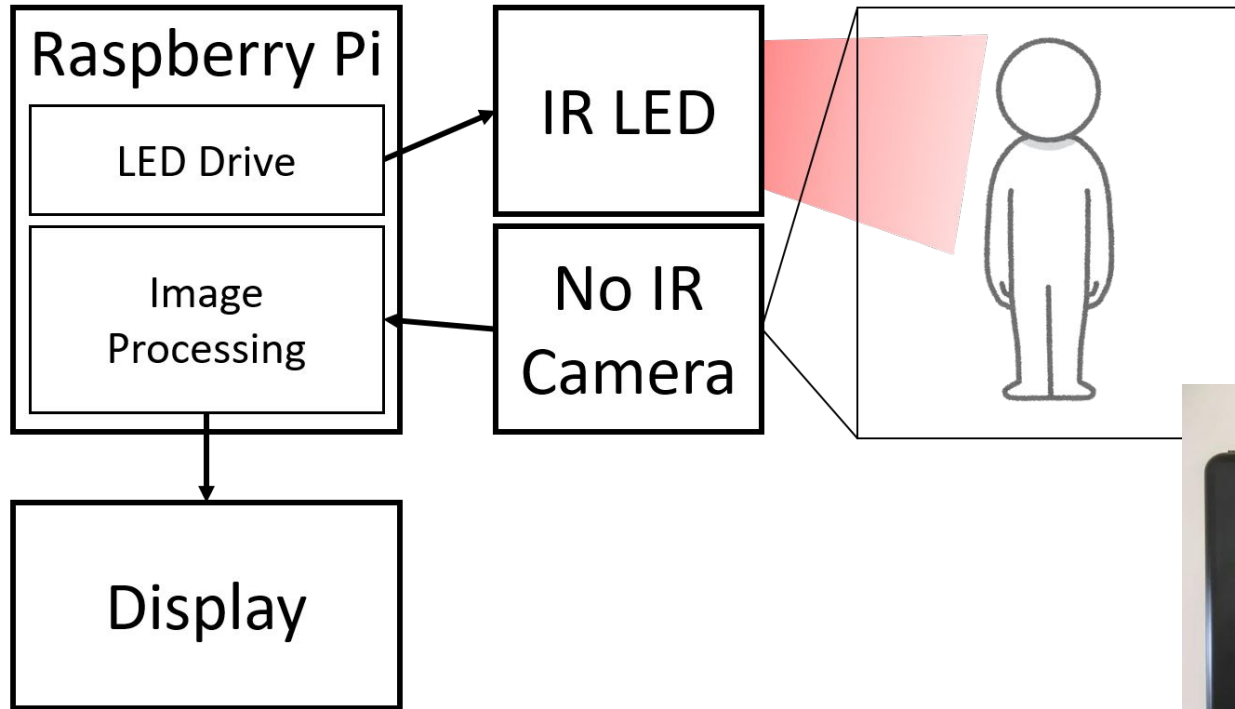 Raspberry Pi
LED Drive
Image
Processing
IR LED
No IR
Camera
Display